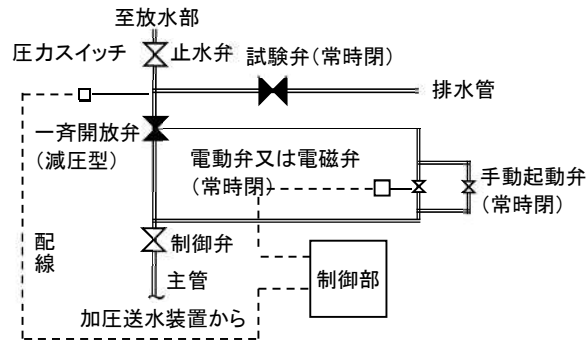 至放水部
圧力スイッチ
止水弁
試験弁(常時閉)
排水管
一斉開放弁
(減圧型)
電動弁又は電磁弁
(常時閉)
手動起動弁
(常時閉)
配線
制御弁
主管
制御部
加圧送水装置から